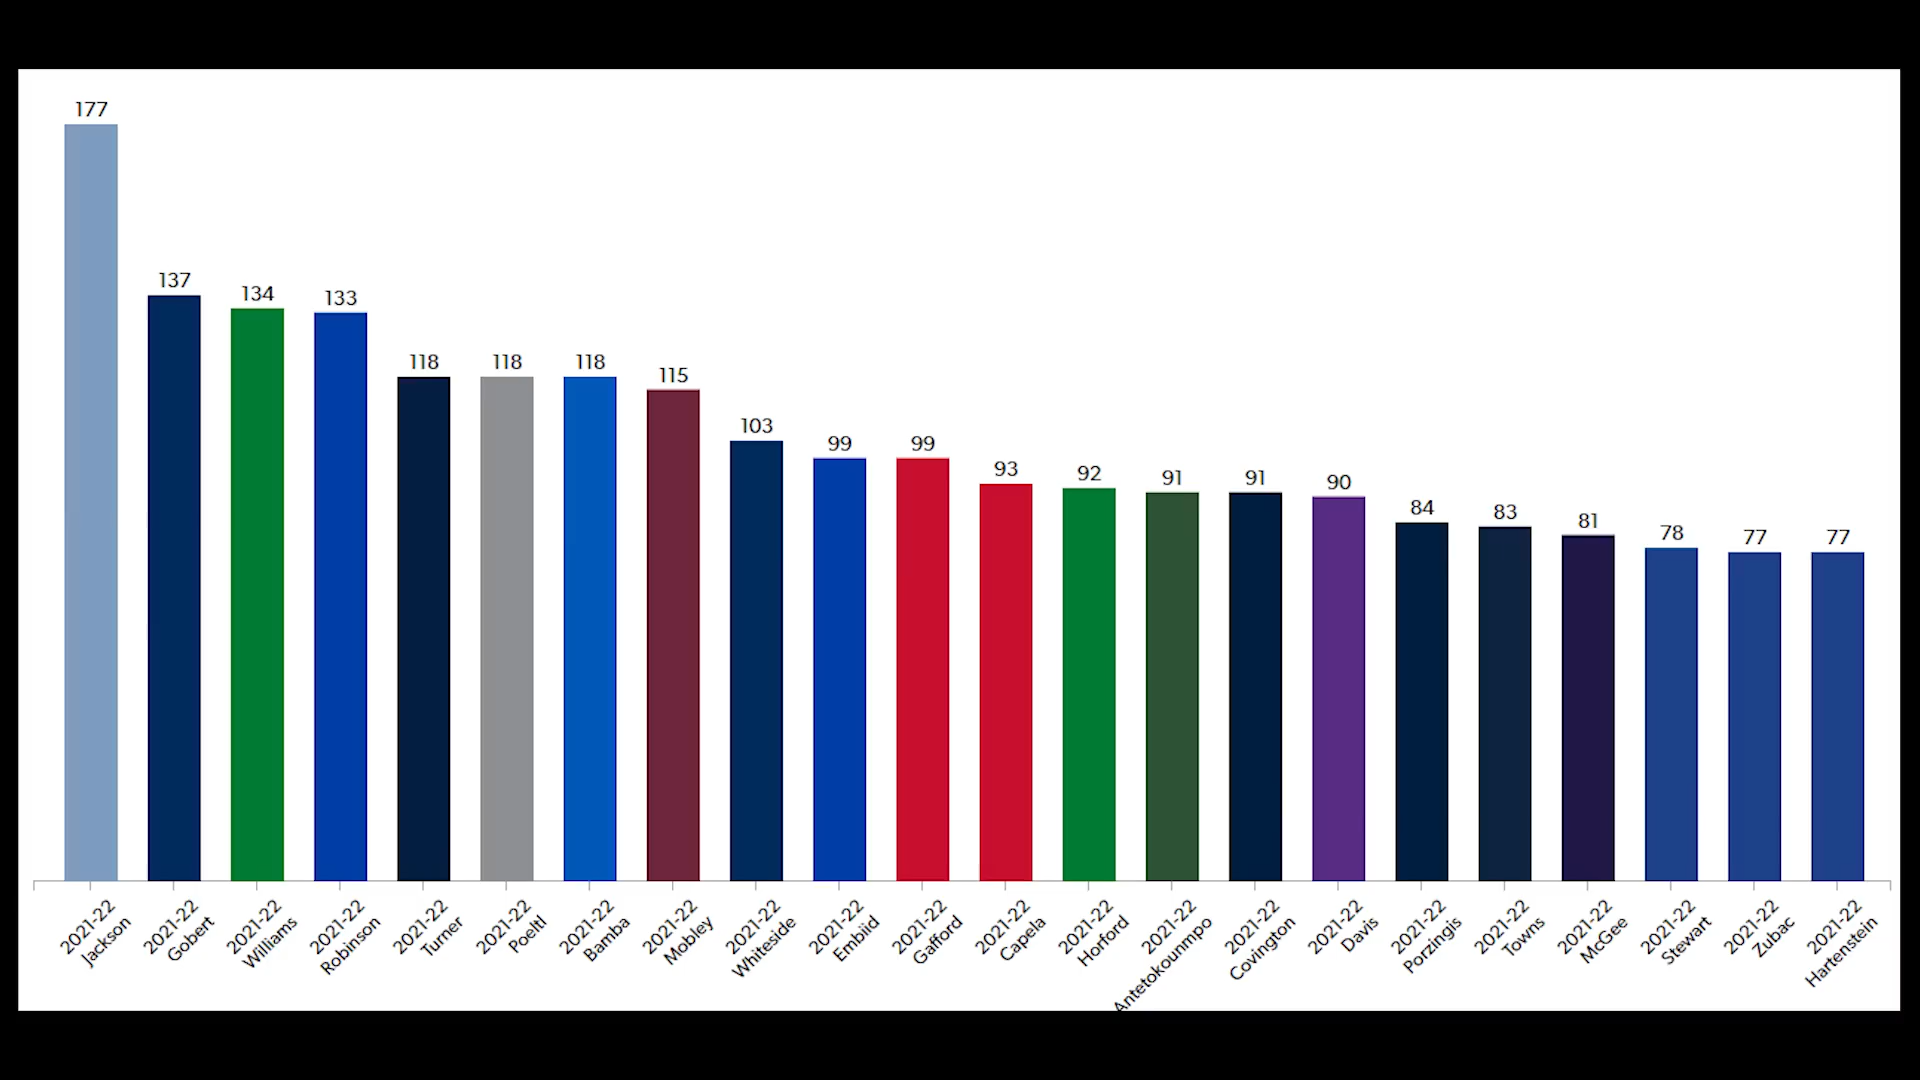 177
137
134
133
118
118
118
115
103
99
99
93
92
91
91
90
84
83
81
78
77
77
2021-22
Jackson
2021-22
Gobert
2021-22
Williams
2021-22
Robinson
2021-22
Turner
2021-22
Poeltl
2021-22
Bamba
2021-22
Mobley
2021-22
Whiteside
2021-22
Embiid
2021-22
Gafford
2021-22
Capela
2021-22
Horford
2021-22
Antetokounmpo
2021-22
Covington
2021-22
Davis
2021-22
Porzingis
2021-22
Towns
2021-22
McGee
2021-22
Stewart
2021-22
Zubac
2021-22
Hartenstein